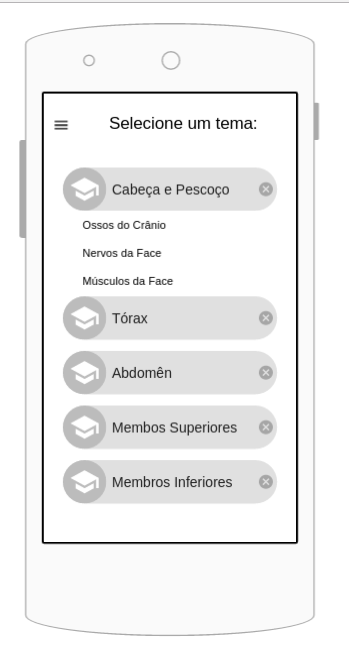 Selecione um tema:
Cabeça e Pescoço
Ossos do Crânio
Nervos da Face
Músculos da Face
Tórax
Abdomên
Membos Superiores
Membros Inferiores